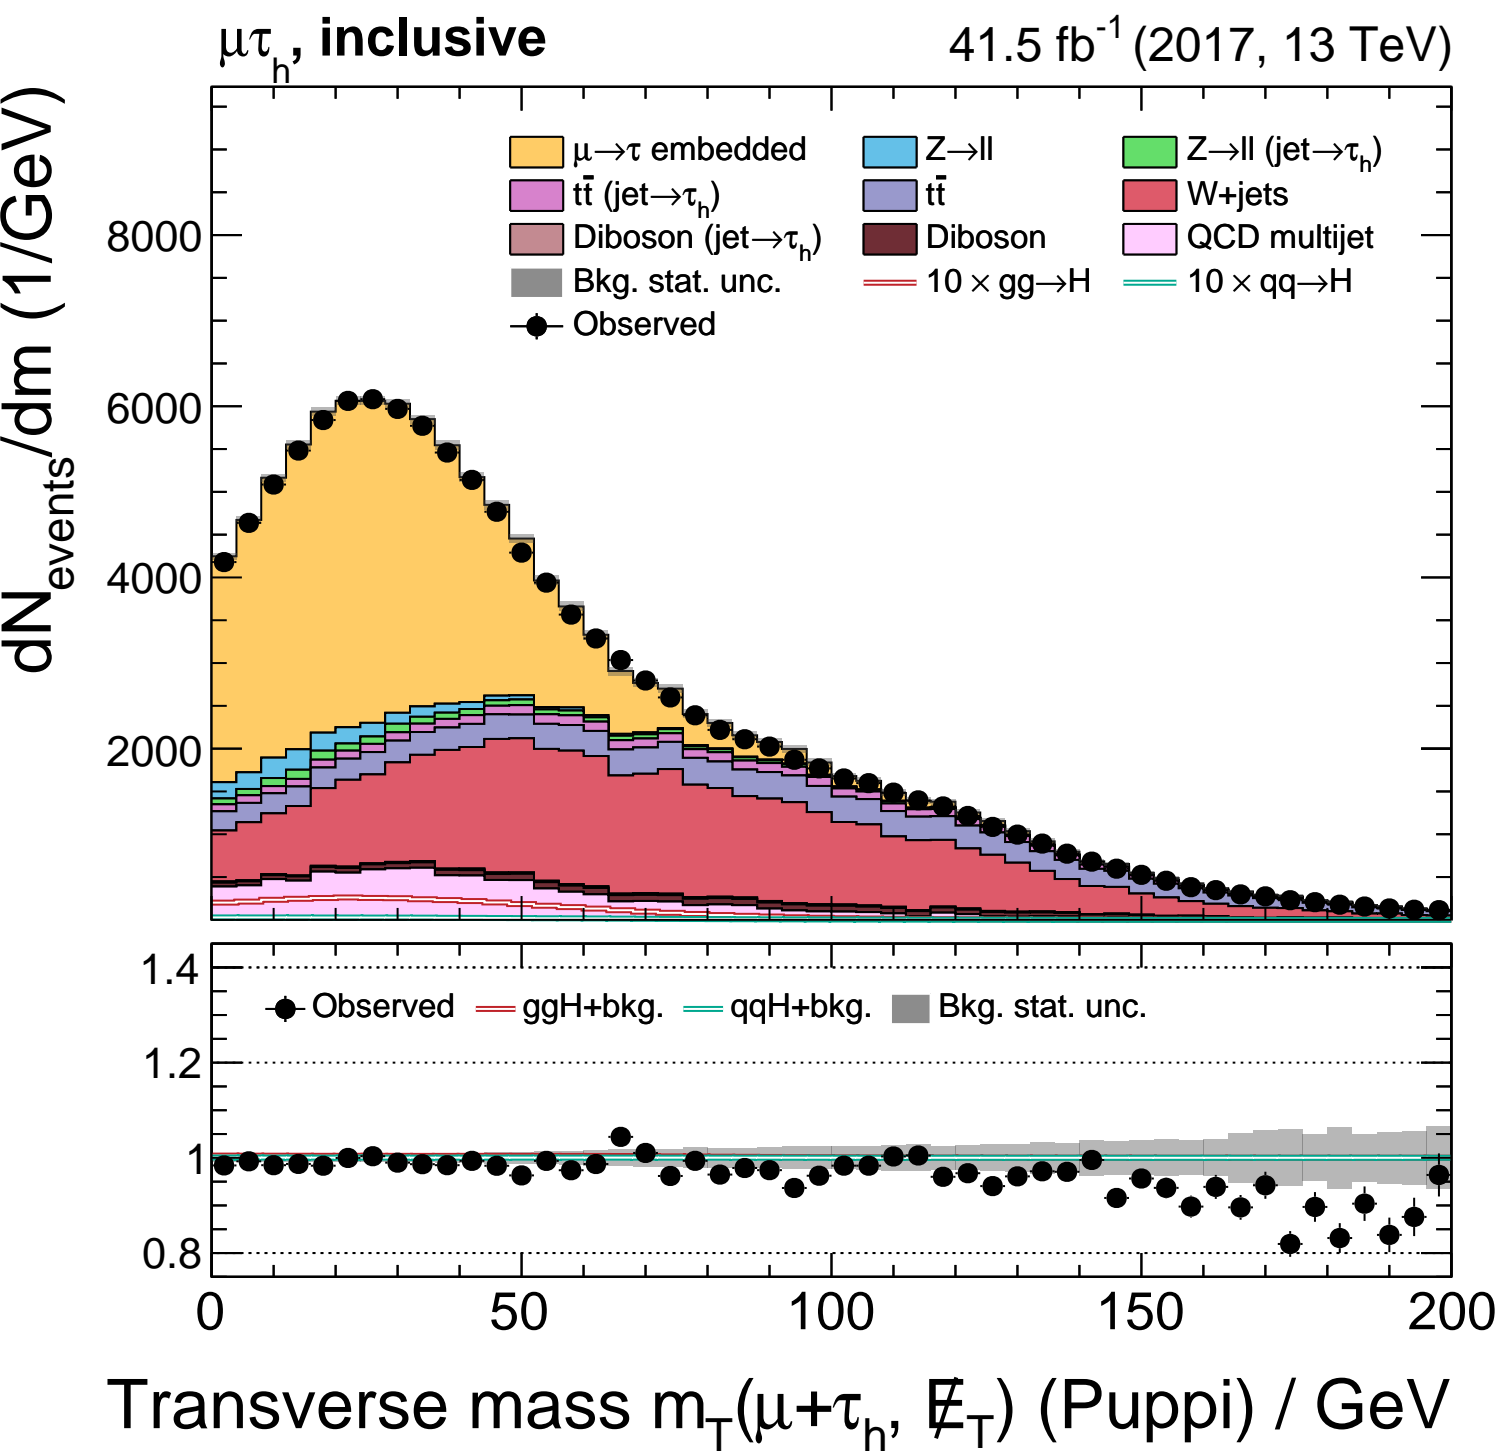 μτh, inclusive 41.5 fb-1 (2017, 13 TeV)
dNevents/dm (1/GeV)
μ→τ embedded Z→ll Z→ll (jet→τh)
tt̄ (jet→τh) tt̄ W+jets
Diboson (jet→τh) Diboson QCD multijet
Bkg. stat. unc. 10 × gg→H 10 × qq→H
Observed
8000
6000
4000
2000
1.4
Observed ggH+bkg. qqH+bkg. Bkg. stat. unc.
1.2
1
0.8
0 50 100 150 200
Transverse mass mT(μ+τh, E̸T) (Puppi) / GeV